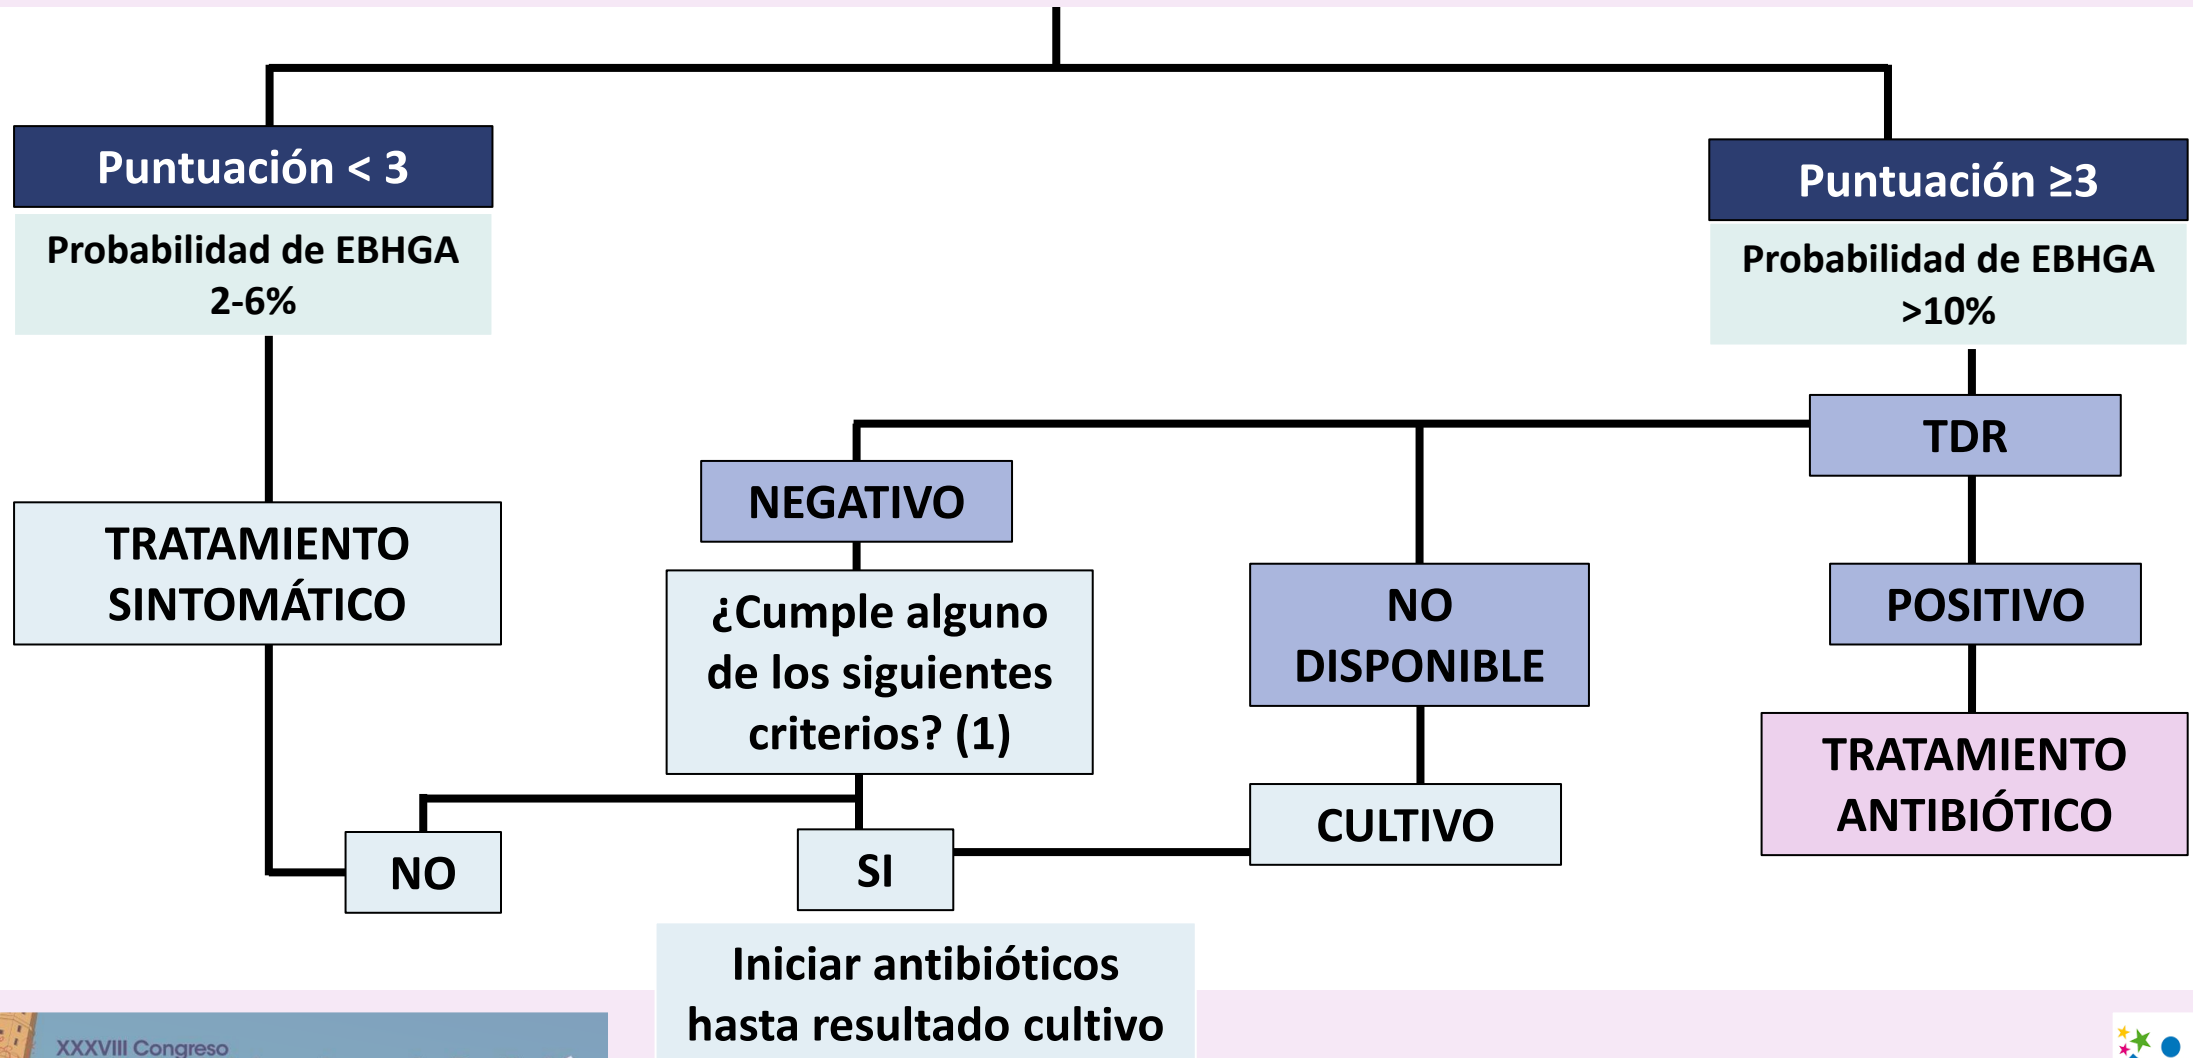 Puntuación < 3
Probabilidad de EBHGA
2-6%
TRATAMIENTO
SINTOMÁTICO
Puntuación ≥3
Probabilidad de EBHGA
>10%
TDR
NEGATIVO
¿Cumple alguno
de los siguientes
criterios? (1)
NO
DISPONIBLE
POSITIVO
TRATAMIENTO
ANTIBIÓTICO
CULTIVO
NO
SI
Iniciar antibióticos
hasta resultado cultivo
XXXVIII Congreso